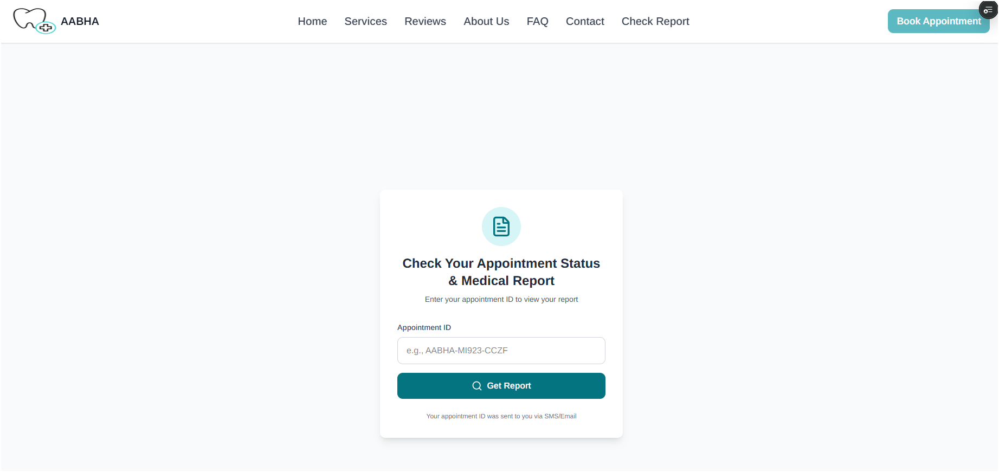 AABHA
Home Services Reviews About Us FAQ Contact Check Report
Book Appointment
Check Your Appointment Status
& Medical Report
Enter your appointment ID to view your report
Appointment ID
e.g., AABHA-MI923-CCZF
Get Report
Your appointment ID was sent to you via SMS/Email